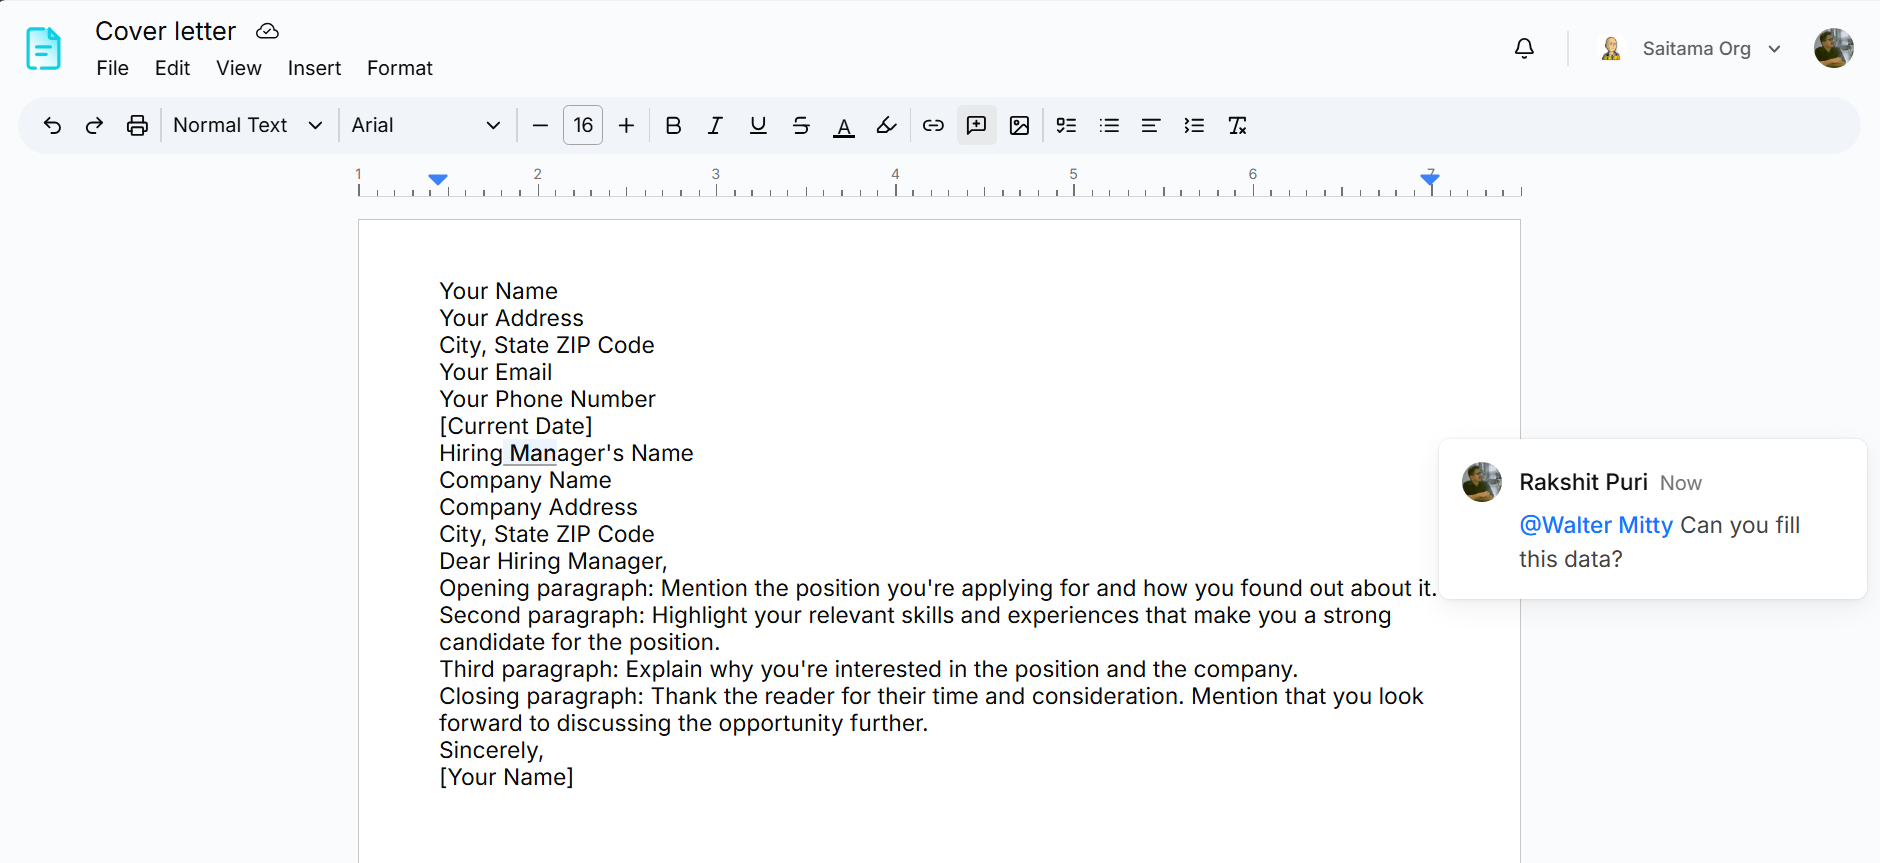 Cover letter
File Edit View Insert Format
Saitama Org
Normal Text Arial 16
1 2 3 4 5 6 7
Your Name
Your Address
City, State ZIP Code
Your Email
Your Phone Number
[Current Date]
Hiring Manager's Name
Company Name
Company Address
City, State ZIP Code
Dear Hiring Manager,
Opening paragraph: Mention the position you're applying for and how you found out about it.
Second paragraph: Highlight your relevant skills and experiences that make you a strong
candidate for the position.
Third paragraph: Explain why you're interested in the position and the company.
Closing paragraph: Thank the reader for their time and consideration. Mention that you look
forward to discussing the opportunity further.
Sincerely,
[Your Name]
Rakshit Puri Now
@Walter Mitty Can you fill
this data?